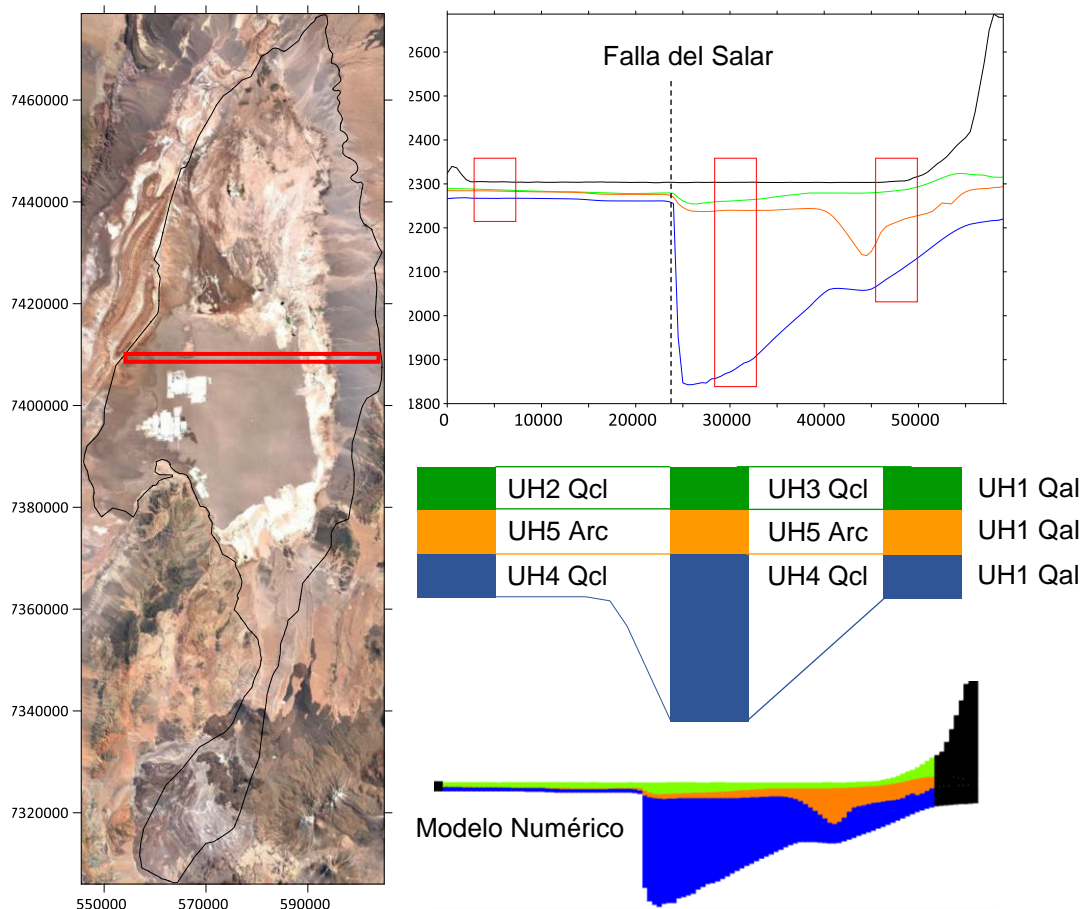 7460000
7440000
7420000
7400000
7380000
7360000
7340000
7320000
550000 570000 590000
Falla del Salar
2600
2500
2400
2300
2200
2100
2000
1900
1800
0 10000 20000 30000 40000 50000
UH2 Qcl UH3 Qcl UH1 Qal
UH5 Arc UH5 Arc UH1 Qal
UH4 Qcl UH4 Qcl UH1 Qal
Modelo Numérico